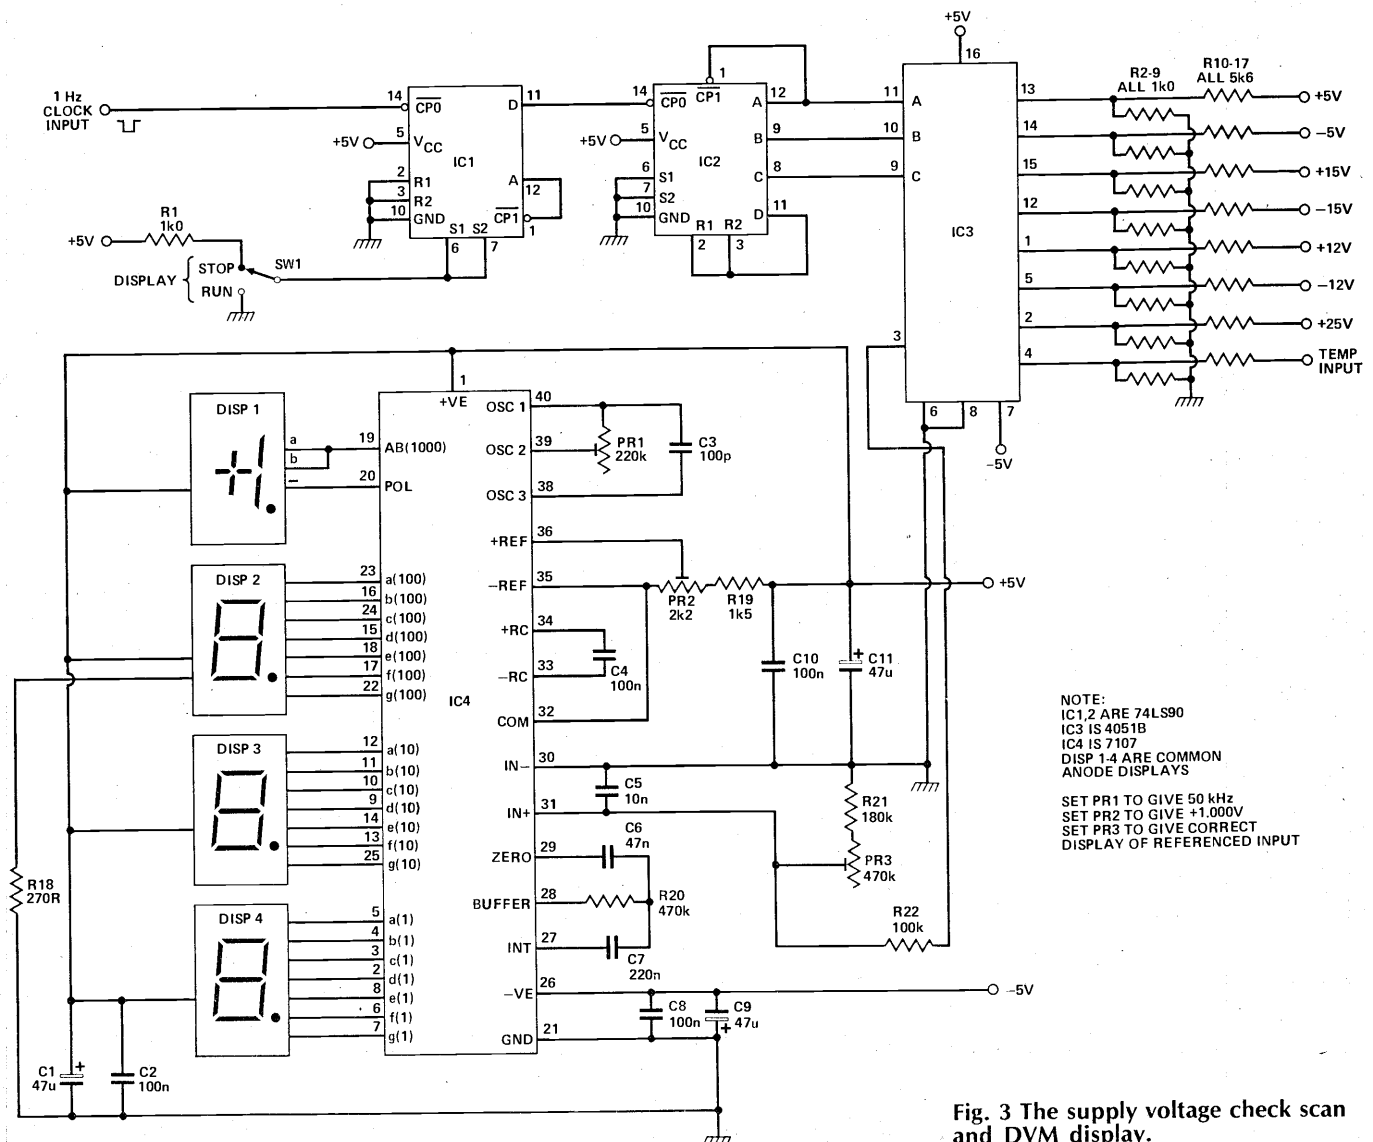 +5V
16
R2-9
ALL 1k0
R10-17
ALL 5k6
1 Hz
CLOCK
INPUT
14
CP0
D
11
5
+5V
VCC
IC1
2
R1
3
R2
10
GND
A
12
CP1
1
S1
S2
6
7
14
CP0
CP1
1
A
12
5
+5V
VCC
IC2
B
9
6
S1
7
S2
10
GND
C
8
D
11
R1
R2
2
3
11
A
10
B
9
C
IC3
3
6
8
7
-5V
13
+5V
14
-5V
15
+15V
12
-15V
1
+12V
5
-12V
2
+25V
4
TEMP
INPUT
R1
1k0
+5V
DISPLAY
STOP
RUN
SW1
DISP 1
+1.
a
b
–
19
AB(1000)
20
POL
1
+VE
IC4
DISP 2
8.
23
a(100)
16
b(100)
24
c(100)
15
d(100)
18
e(100)
17
f(100)
22
g(100)
DISP 3
8.
12
a(10)
11
b(10)
10
c(10)
9
d(10)
14
e(10)
13
f(10)
25
g(10)
DISP 4
8.
5
a(1)
4
b(1)
3
c(1)
2
d(1)
8
e(1)
6
f(1)
7
g(1)
R18
270R
C1
47u
+
C2
100n
OSC 1
40
OSC 2
39
OSC 3
38
PR1
220k
C3
100p
+REF
36
-REF
35
PR2
2k2
R19
1k5
+5V
+RC
34
-RC
33
C4
100n
COM
32
C10
100n
+
C11
47u
IN-
30
IN+
31
C5
10n
R21
180k
PR3
470k
ZERO
29
C6
47n
BUFFER
28
R20
470k
INT
27
C7
220n
R22
100k
-VE
26
-5V
C8
100n
C9
47u
+
GND
21
NOTE:
IC1,2 ARE 74LS90
IC3 IS 4051B
IC4 IS 7107
DISP 1-4 ARE COMMON
ANODE DISPLAYS
SET PR1 TO GIVE 50 kHz
SET PR2 TO GIVE +1.000V
SET PR3 TO GIVE CORRECT
DISPLAY OF REFERENCED INPUT
Fig. 3 The supply voltage check scan
and DVM display.